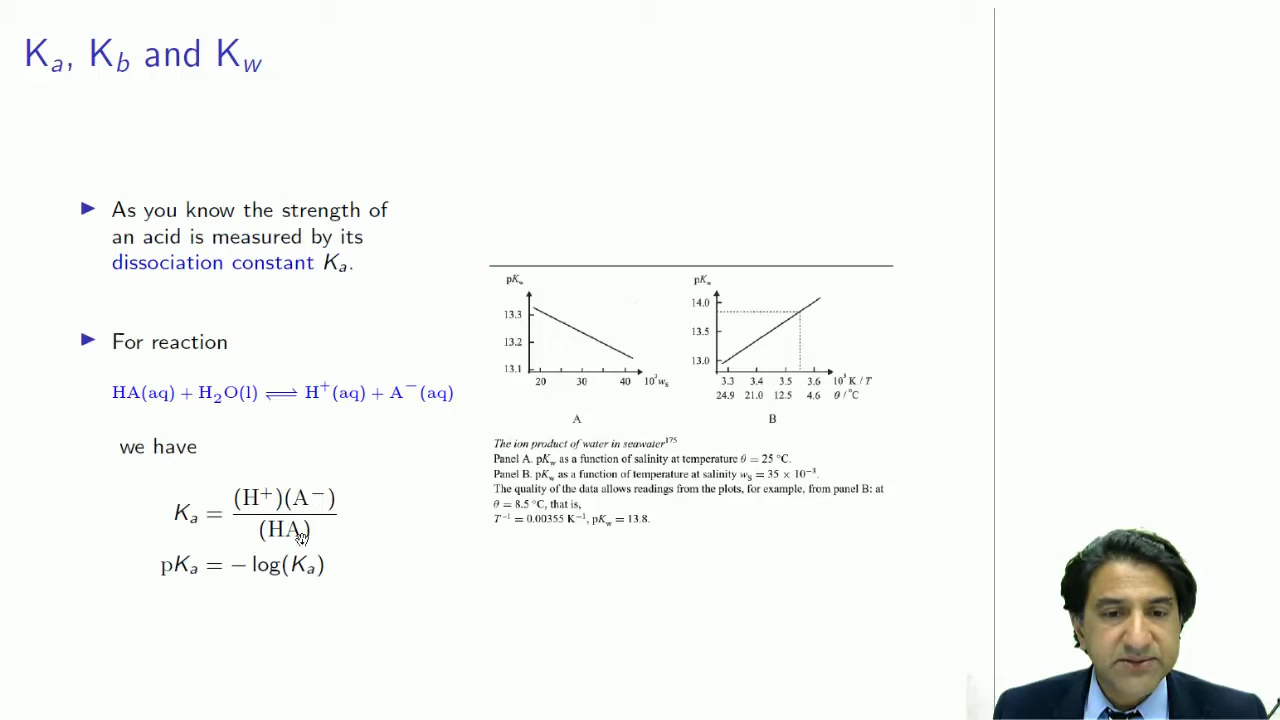 Ka, Kb and Kw
▶ As you know the strength of
an acid is measured by its
dissociation constant Ka.
▶ For reaction
HA(aq) + H₂O(l) ⇌ H⁺(aq) + A⁻(aq)
we have
Ka = (H⁺)(A⁻) / (HA)
pKa = − log(Ka)
pKw
13.3
13.2
13.1
20 30 40 10³wₛ
A
pKw
14.0
13.5
13.0
3.3 3.4 3.5 3.6 10³ K / T
24.9 21.0 12.5 4.6 θ / °C
B
The ion product of water in seawater¹⁷⁵
Panel A. pKw as a function of salinity at temperature θ = 25 °C.
Panel B. pKw as a function of temperature at salinity wₛ = 35 × 10⁻³.
The quality of the data allows readings from the plots, for example, from panel B: at
θ = 8.5 °C, that is,
T⁻¹ = 0.00355 K⁻¹, pKw = 13.8.